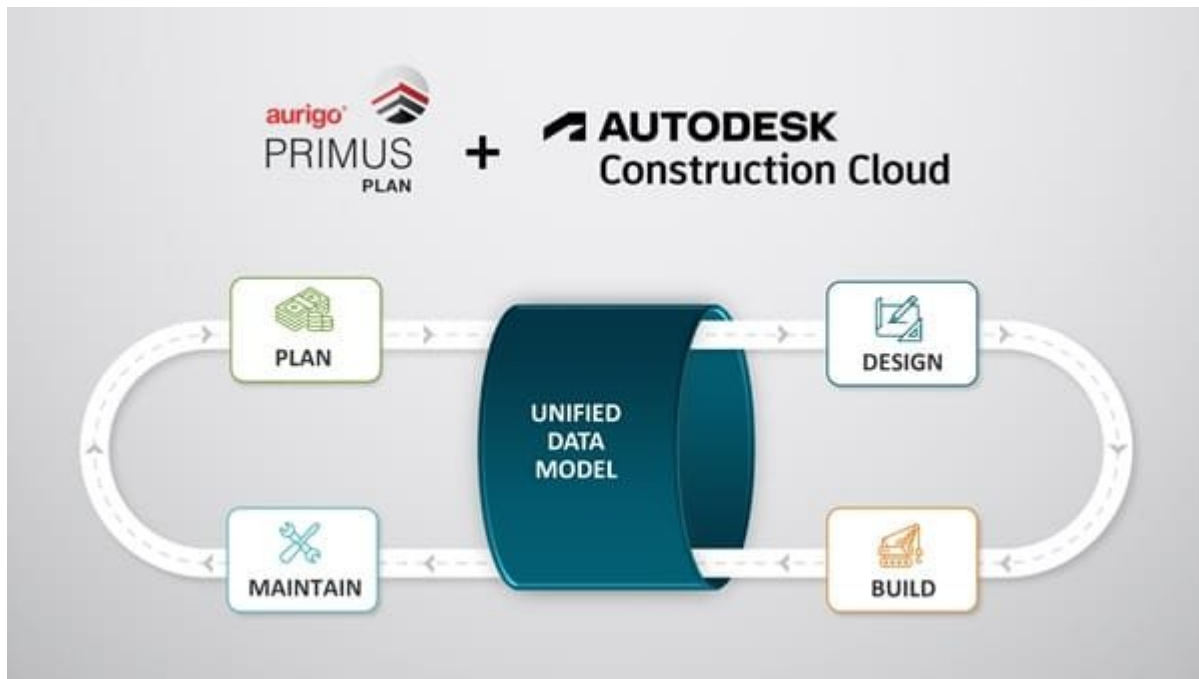 aurigo®
PRIMUS
PLAN
+
AUTODESK
Construction Cloud
PLAN
UNIFIED
DATA
MODEL
DESIGN
MAINTAIN
BUILD